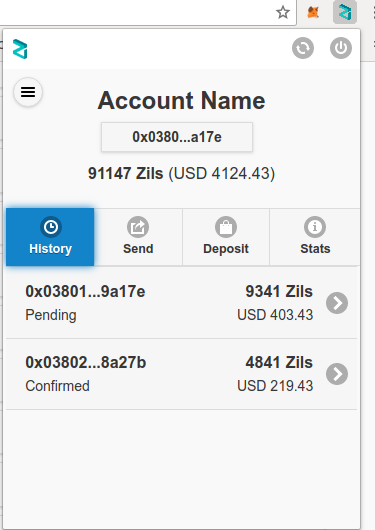 Account Name
0x0380...a17e
91147 Zils (USD 4124.43)
History Send Deposit Stats
0x03801...9a17e 9341 Zils
Pending USD 403.43
0x03802...8a27b 4841 Zils
Confirmed USD 219.43